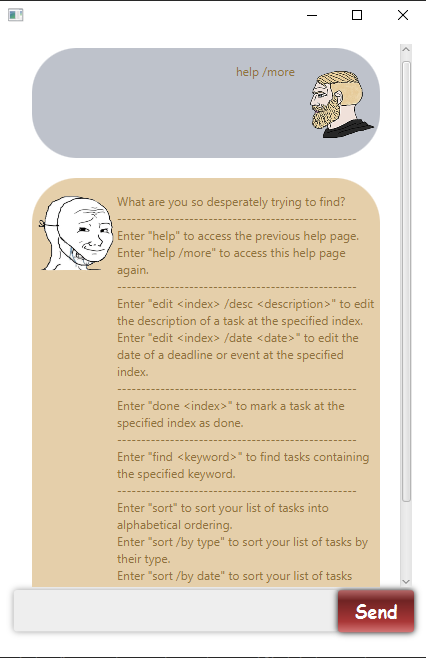 help /more
What are you so desperately trying to find?
----------------------------------------
Enter "help" to access the previous help page.
Enter "help /more" to access this help page
again.
----------------------------------------
Enter "edit <index> /desc <description>" to edit
the description of a task at the specified index.
Enter "edit <index> /date <date>" to edit the
date of a deadline or event at the specified
index.
----------------------------------------
Enter "done <index>" to mark a task at the
specified index as done.
----------------------------------------
Enter "find <keyword>" to find tasks containing
the specified keyword.
----------------------------------------
Enter "sort" to sort your list of tasks into
alphabetical ordering.
Enter "sort /by type" to sort your list of tasks by
their type.
Enter "sort /by date" to sort your list of tasks
Send